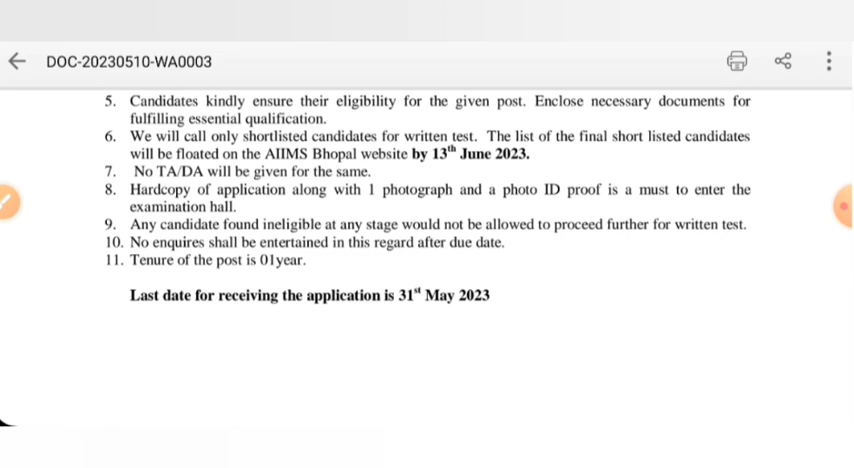 DOC-20230510-WA0003
5. Candidates kindly ensure their eligibility for the given post. Enclose necessary documents for
fulfilling essential qualification.
6. We will call only shortlisted candidates for written test. The list of the final short listed candidates
will be floated on the AIIMS Bhopal website by 13th June 2023.
7. No TA/DA will be given for the same.
8. Hardcopy of application along with 1 photograph and a photo ID proof is a must to enter the
examination hall.
9. Any candidate found ineligible at any stage would not be allowed to proceed further for written test.
10. No enquires shall be entertained in this regard after due date.
11. Tenure of the post is 01year.
Last date for receiving the application is 31st May 2023